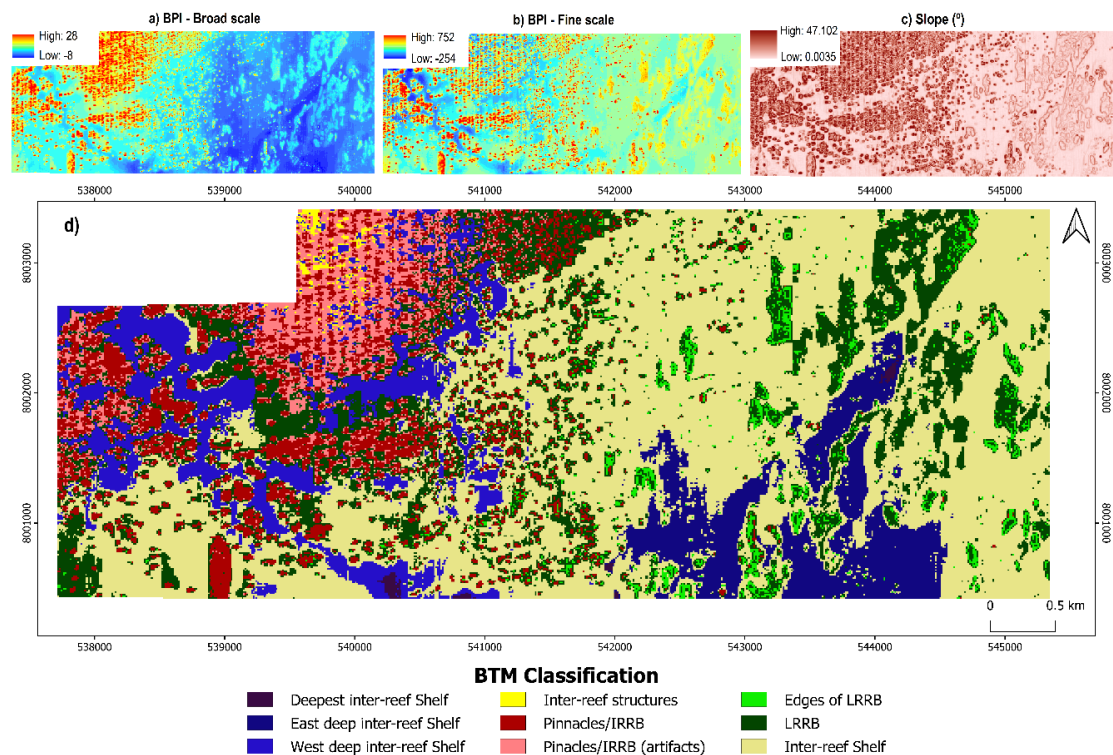 a) BPI - Broad scale
High: 28
Low: -8
b) BPI - Fine scale
High: 752
Low: -254
c) Slope (º)
High: 47.102
Low: 0.0035
538000 539000 540000 541000 542000 543000 544000 545000
d)
8003000 8003000
8002000 8002000
8001000 8001000
0 0.5 km
538000 539000 540000 541000 542000 543000 544000 545000
BTM Classification
Deepest inter-reef Shelf Inter-reef structures Edges of LRRB
East deep inter-reef Shelf Pinnacles/IRRB LRRB
West deep inter-reef Shelf Pinacles/IRRB (artifacts) Inter-reef Shelf